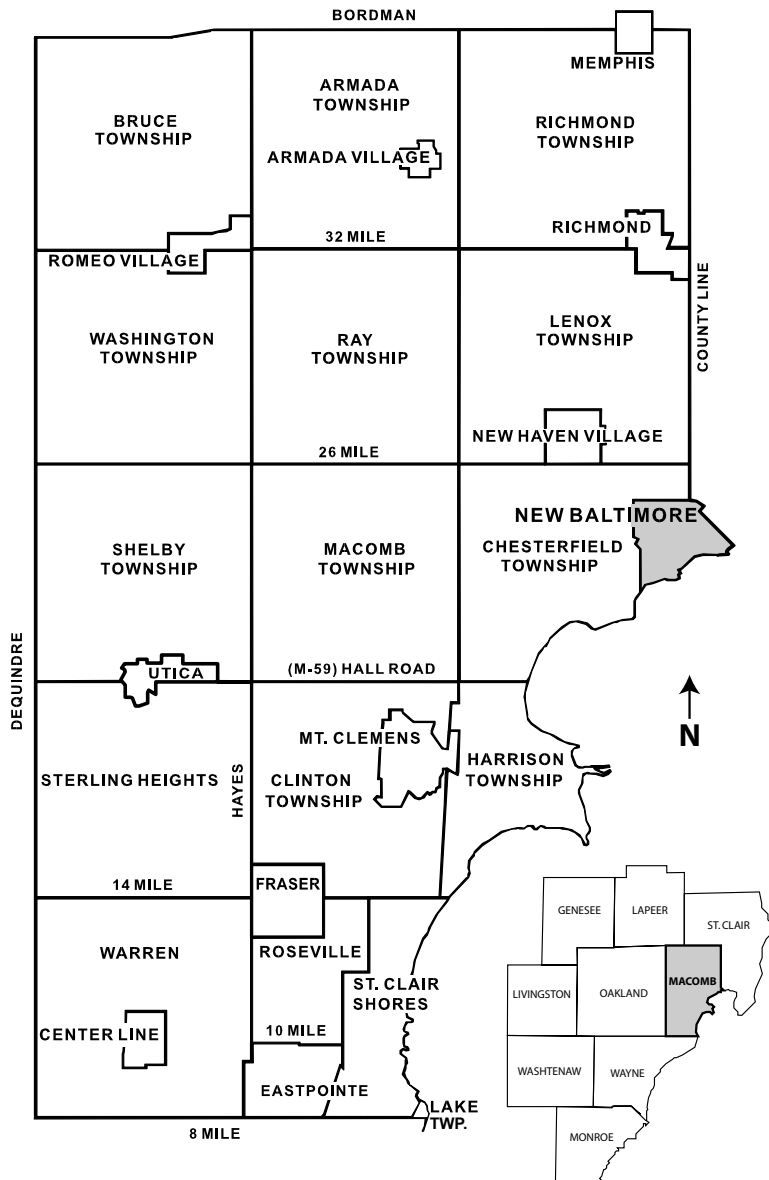 BORDMAN
MEMPHIS
ARMADA
TOWNSHIP
BRUCE
TOWNSHIP
RICHMOND
TOWNSHIP
ARMADA VILLAGE
RICHMOND
32 MILE
ROMEO VILLAGE
COUNTY LINE
WASHINGTON
TOWNSHIP
RAY
TOWNSHIP
LENOX
TOWNSHIP
NEW HAVEN VILLAGE
26 MILE
NEW BALTIMORE
SHELBY
TOWNSHIP
MACOMB
TOWNSHIP
CHESTERFIELD
TOWNSHIP
DEQUINDRE
UTICA
(M-59) HALL ROAD
N
MT. CLEMENS
STERLING HEIGHTS
HAYES
CLINTON
TOWNSHIP
HARRISON
TOWNSHIP
14 MILE
FRASER
WARREN
ROSEVILLE
ST. CLAIR
SHORES
CENTER LINE
10 MILE
EASTPOINTE
LAKE
TWP.
8 MILE
GENESEE
LAPEER
ST. CLAIR
LIVINGSTON
OAKLAND
MACOMB
WASHTENAW
WAYNE
MONROE